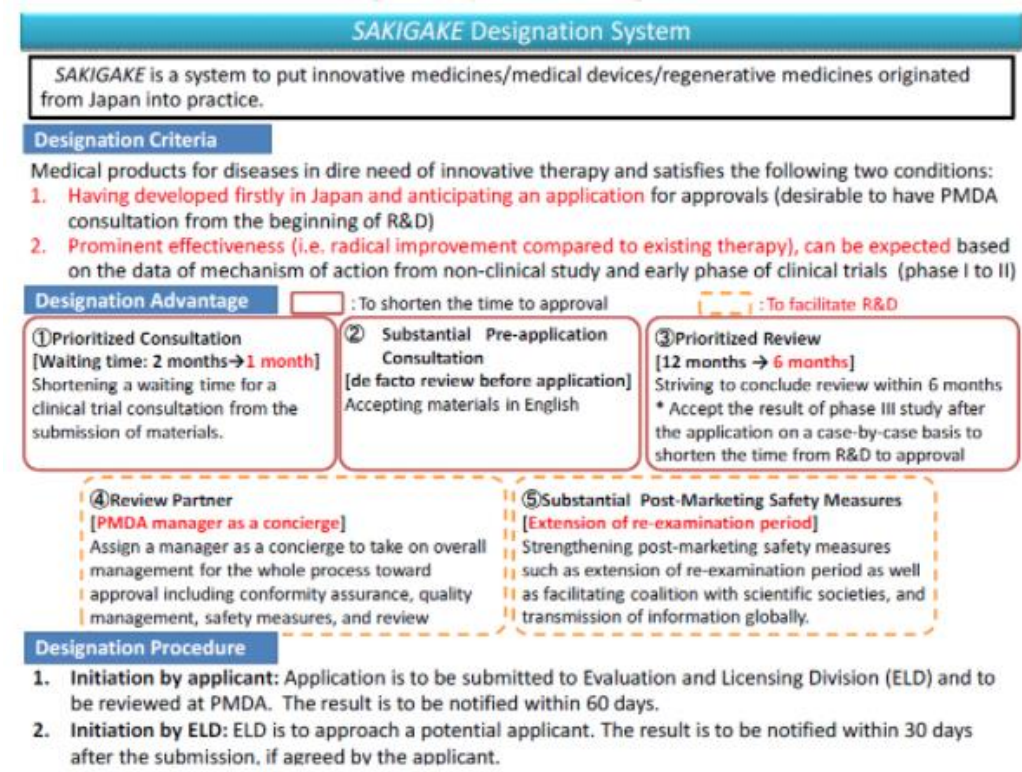 SAKIGAKE Designation System
SAKIGAKE is a system to put innovative medicines/medical devices/regenerative medicines originated
from Japan into practice.
Designation Criteria
Medical products for diseases in dire need of innovative therapy and satisfies the following two conditions:
1. Having developed firstly in Japan and anticipating an application for approvals (desirable to have PMDA
consultation from the beginning of R&D)
2. Prominent effectiveness (i.e. radical improvement compared to existing therapy), can be expected based
on the data of mechanism of action from non-clinical study and early phase of clinical trials (phase I to II)
Designation Advantage
: To shorten the time to approval
: To facilitate R&D
①Prioritized Consultation
[Waiting time: 2 months→1 month]
Shortening a waiting time for a
clinical trial consultation from the
submission of materials.
② Substantial Pre-application
Consultation
[de facto review before application]
Accepting materials in English
③Prioritized Review
[12 months → 6 months]
Striving to conclude review within 6 months
* Accept the result of phase III study after
the application on a case-by-case basis to
shorten the time from R&D to approval
④Review Partner
[PMDA manager as a concierge]
Assign a manager as a concierge to take on overall
management for the whole process toward
approval including conformity assurance, quality
management, safety measures, and review
⑤Substantial Post-Marketing Safety Measures
[Extension of re-examination period]
Strengthening post-marketing safety measures
such as extension of re-examination period as well
as facilitating coalition with scientific societies, and
transmission of information globally.
Designation Procedure
1. Initiation by applicant: Application is to be submitted to Evaluation and Licensing Division (ELD) and to
be reviewed at PMDA. The result is to be notified within 60 days.
2. Initiation by ELD: ELD is to approach a potential applicant. The result is to be notified within 30 days
after the submission, if agreed by the applicant.